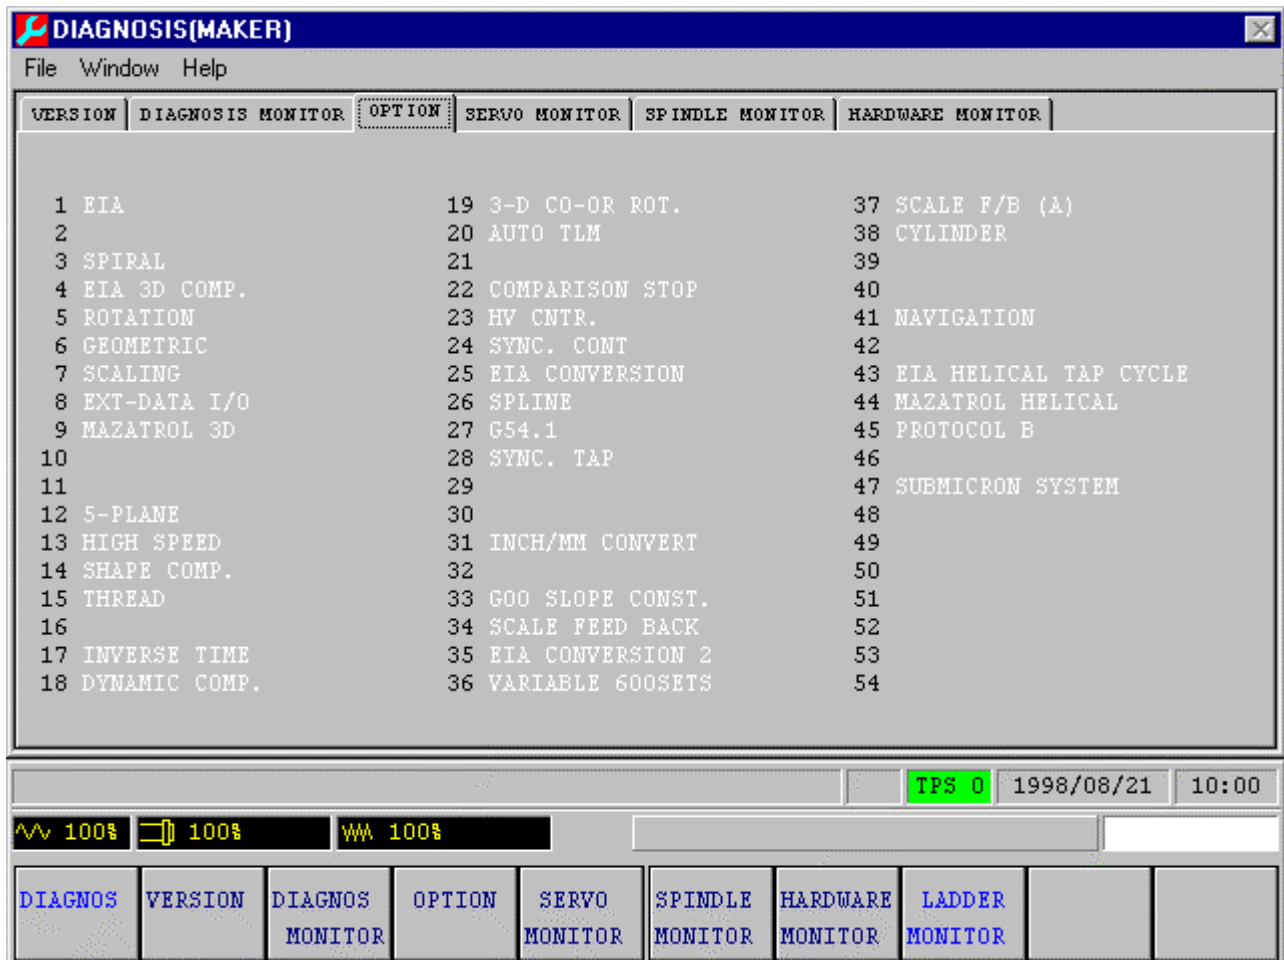 DIAGNOSIS(MAKER)
File Window Help
VERSION DIAGNOSIS MONITOR OPTION SERVO MONITOR SPINDLE MONITOR HARDWARE MONITOR
1 EIA
2
3 SPIRAL
4 EIA 3D COMP.
5 ROTATION
6 GEOMETRIC
7 SCALING
8 EXT-DATA I/O
9 MAZATROL 3D
10
11
12 5-PLANE
13 HIGH SPEED
14 SHAPE COMP.
15 THREAD
16
17 INVERSE TIME
18 DYNAMIC COMP.
19 3-D CO-OR ROT.
20 AUTO TLM
21
22 COMPARISON STOP
23 HV CNTR.
24 SYNC. CONT
25 EIA CONVERSION
26 SPLINE
27 G54.1
28 SYNC. TAP
29
30
31 INCH/MM CONVERT
32
33 G00 SLOPE CONST.
34 SCALE FEED BACK
35 EIA CONVERSION 2
36 VARIABLE 600SETS
37 SCALE F/B (A)
38 CYLINDER
39
40
41 NAVIGATION
42
43 EIA HELICAL TAP CYCLE
44 MAZATROL HELICAL
45 PROTOCOL B
46
47 SUBMICRON SYSTEM
48
49
50
51
52
53
54
TPS 0 1998/08/21 10:00
100% 100% 100%
DIAGNOS
VERSION
DIAGNOS
MONITOR
OPTION
SERVO
MONITOR
SPINDLE
MONITOR
HARDWARE
MONITOR
LADDER
MONITOR